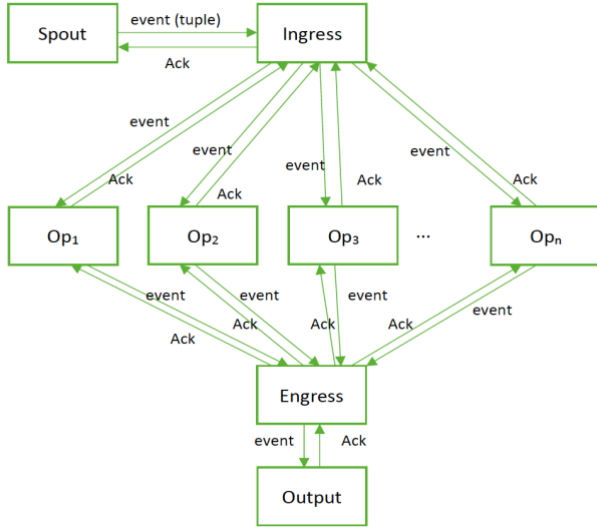 event (tuple)
Spout
Ingress
Ack
event
event
event
event
Ack
Ack
Ack
Ack
Op1
Op2
Op3
...
Opn
event
event
event
event
Ack
Ack
Ack
Ack
Engress
event
Ack
Output